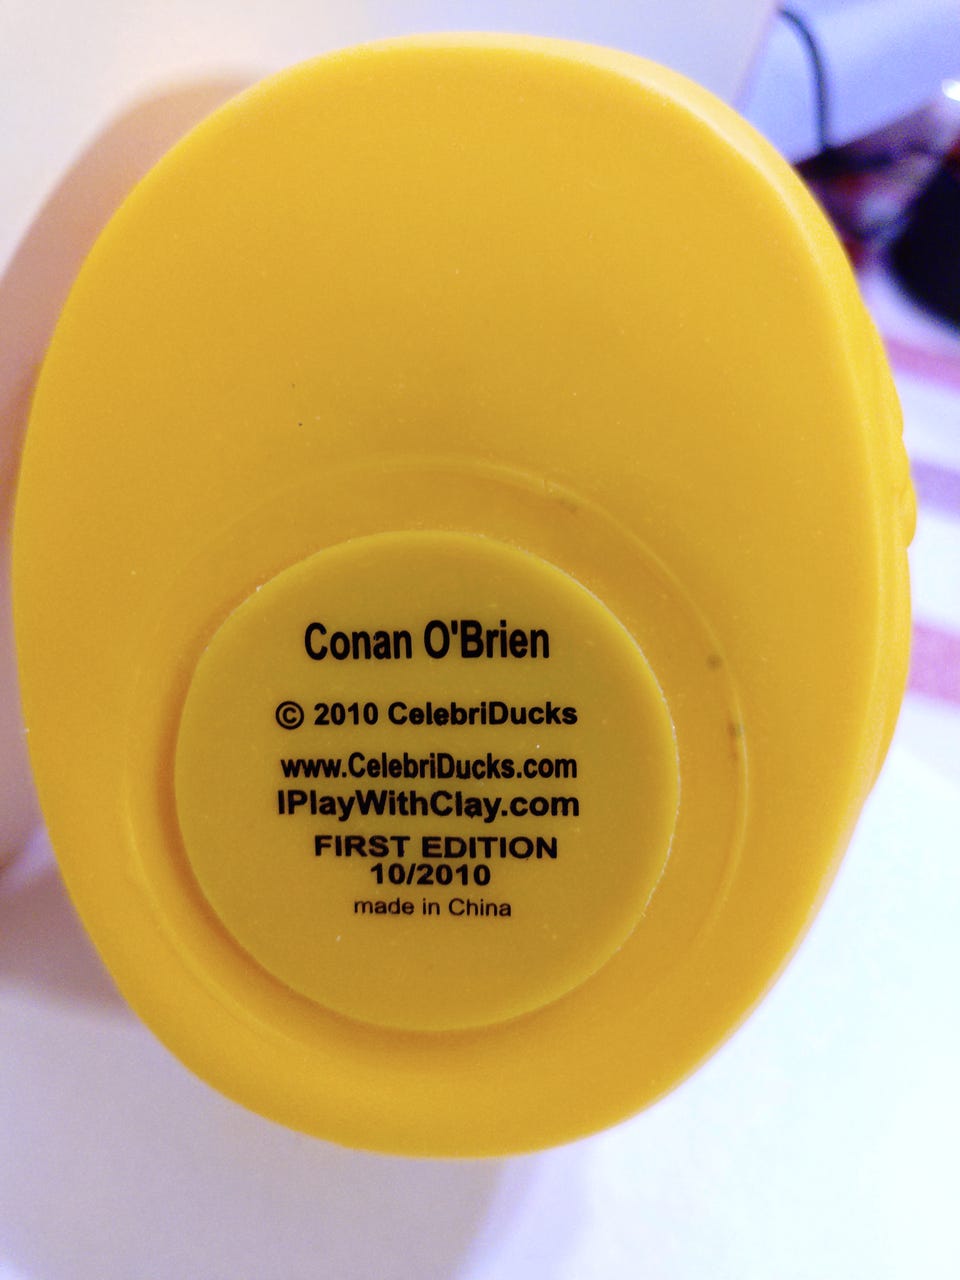 Conan O'Brien
© 2010 CelebriDucks
www.CelebriDucks.com
IPlayWithClay.com
FIRST EDITION
10/2010
made in China